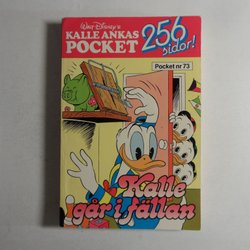 Walt Disney's
KALLE ANKAS
POCKET
256
sidor!
Pocket nr 73
Kalle
går i fällan